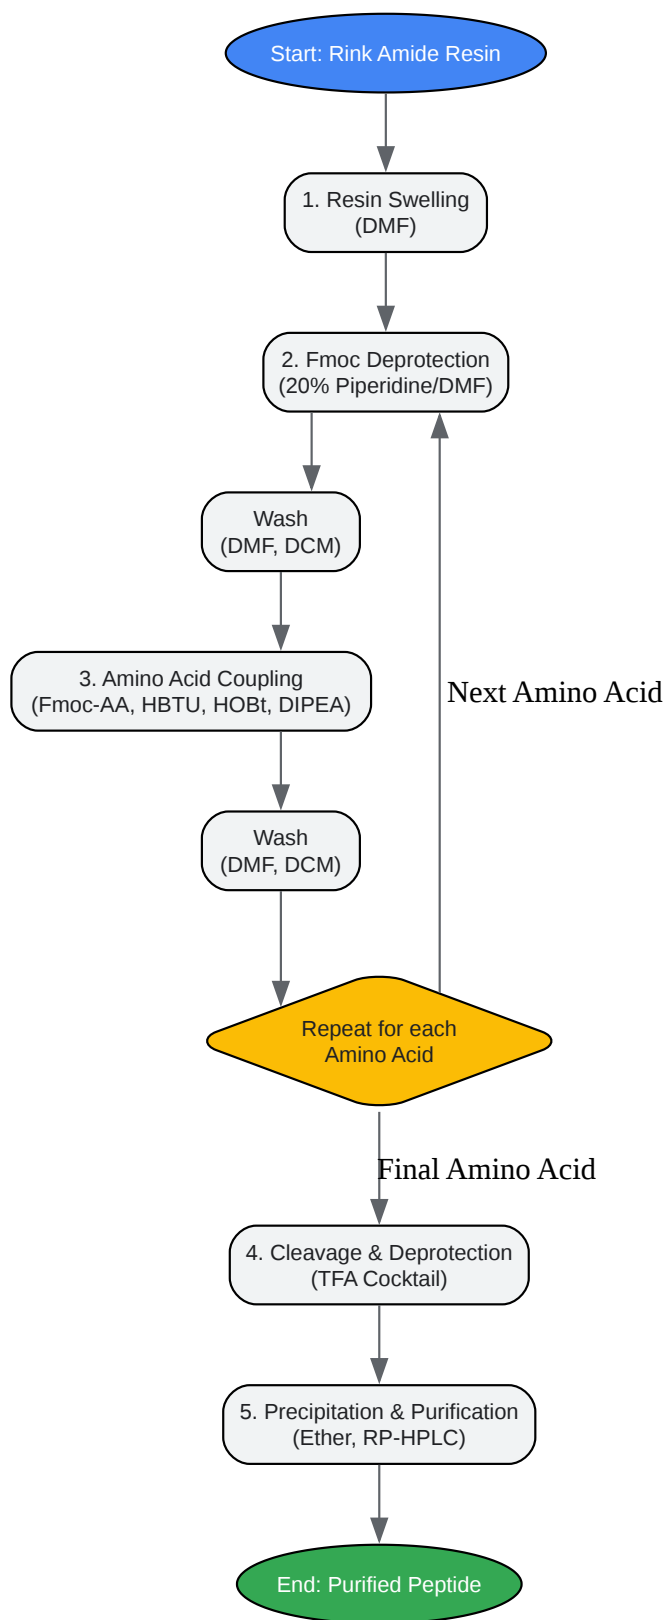 Start: Rink Amide Resin
1. Resin Swelling
(DMF)
2. Fmoc Deprotection
(20% Piperidine/DMF)
Wash
(DMF, DCM)
3. Amino Acid Coupling
(Fmoc-AA, HBTU, HOBt, DIPEA)
Next Amino Acid
Wash
(DMF, DCM)
Repeat for each
Amino Acid
Final Amino Acid
4. Cleavage & Deprotection
(TFA Cocktail)
5. Precipitation & Purification
(Ether, RP-HPLC)
End: Purified Peptide